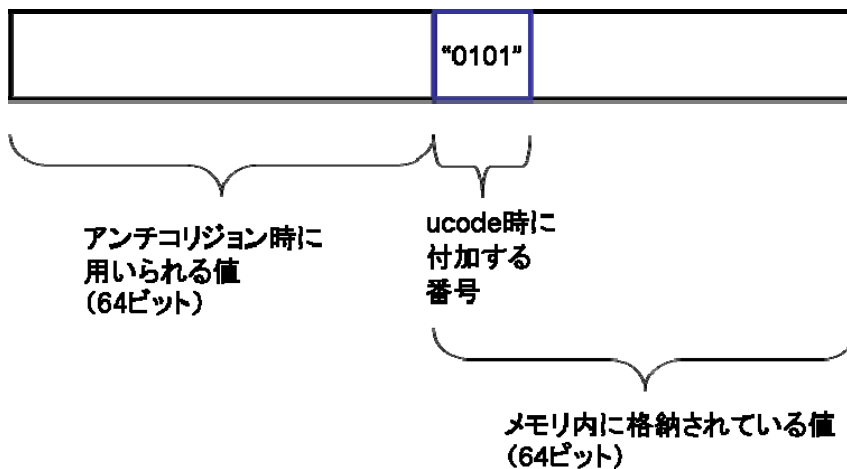 “0101”
アンチコリジョン時に
用いられる値
（64ビット）
ucode時に
付加する
番号
メモリ内に格納されている値
（64ビット）